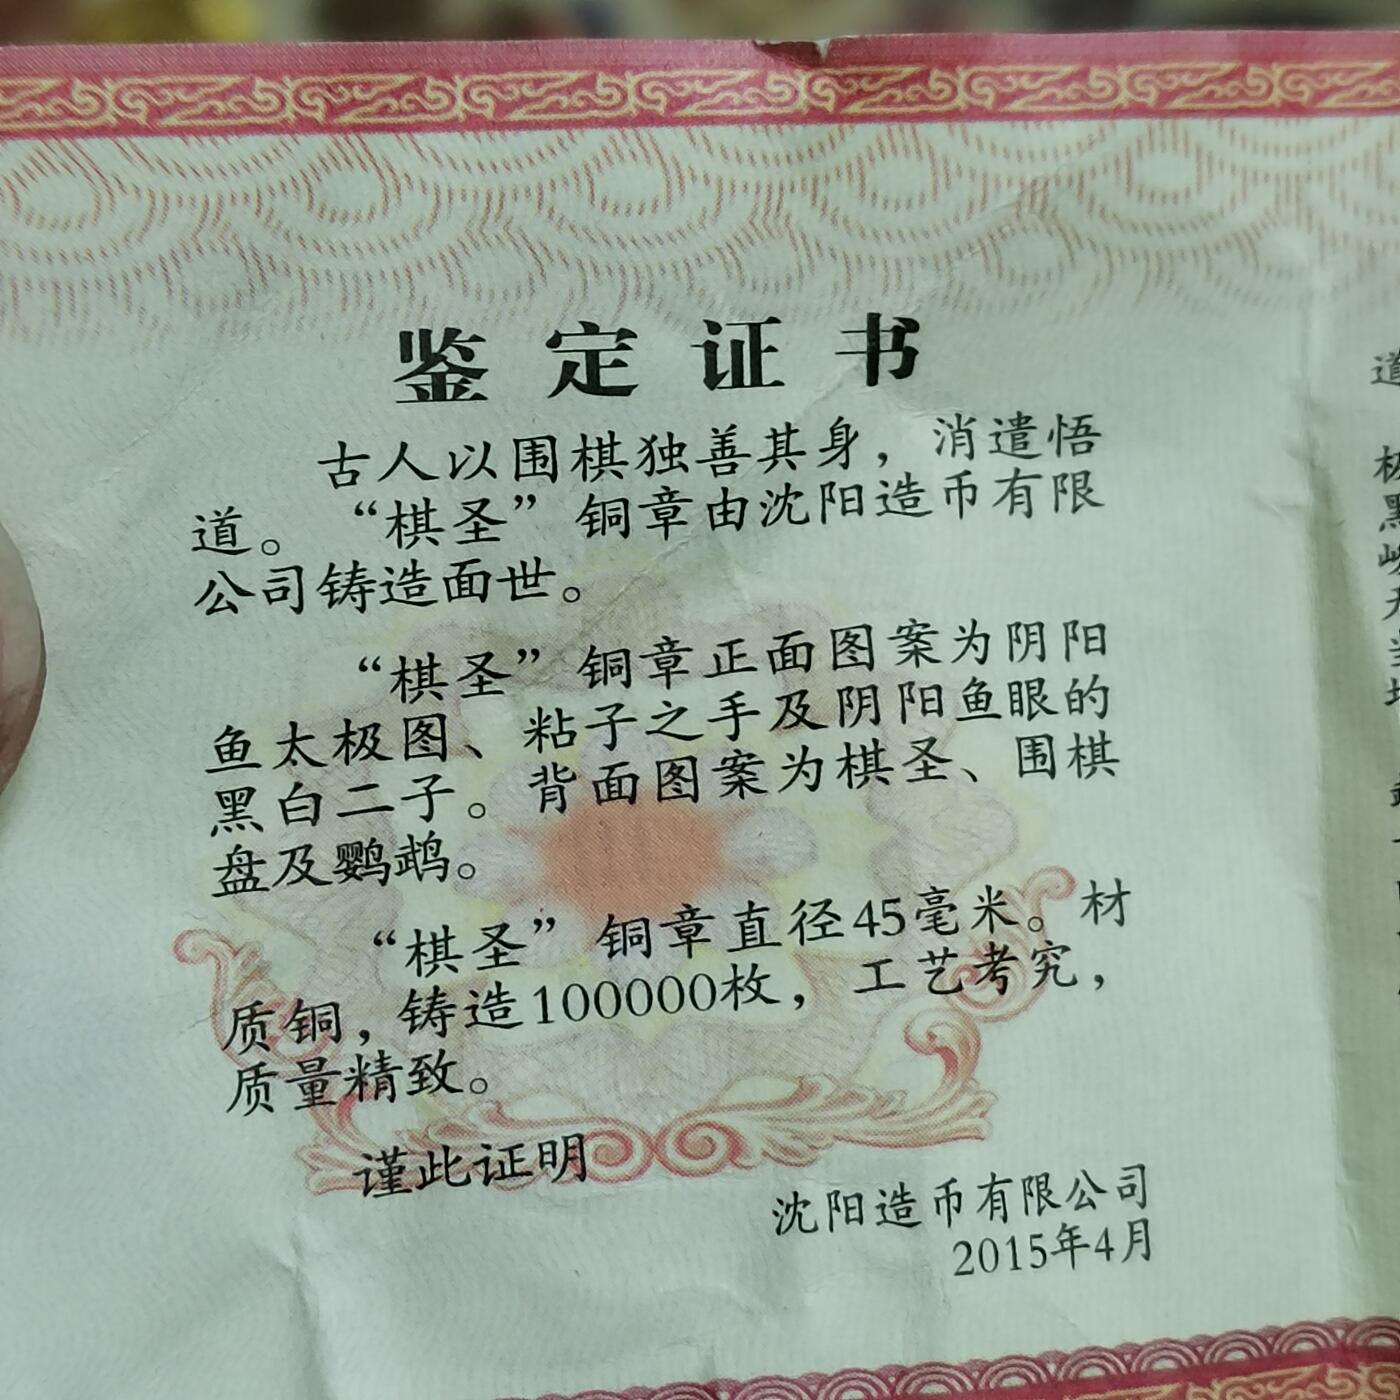 鉴定证书
古人以围棋独善其身，消遣悟
道。“棋圣”铜章由沈阳造币有限
公司铸造面世。
“棋圣”铜章正面图案为阴阳
鱼太极图、粘子之手及阴阳鱼眼的
黑白二子。背面图案为棋圣、围棋
盘及鹦鹉。
“棋圣”铜章直径45毫米。材
质铜，铸造100000枚，工艺考究，
质量精致。
谨此证明
沈阳造币有限公司
2015年4月
道